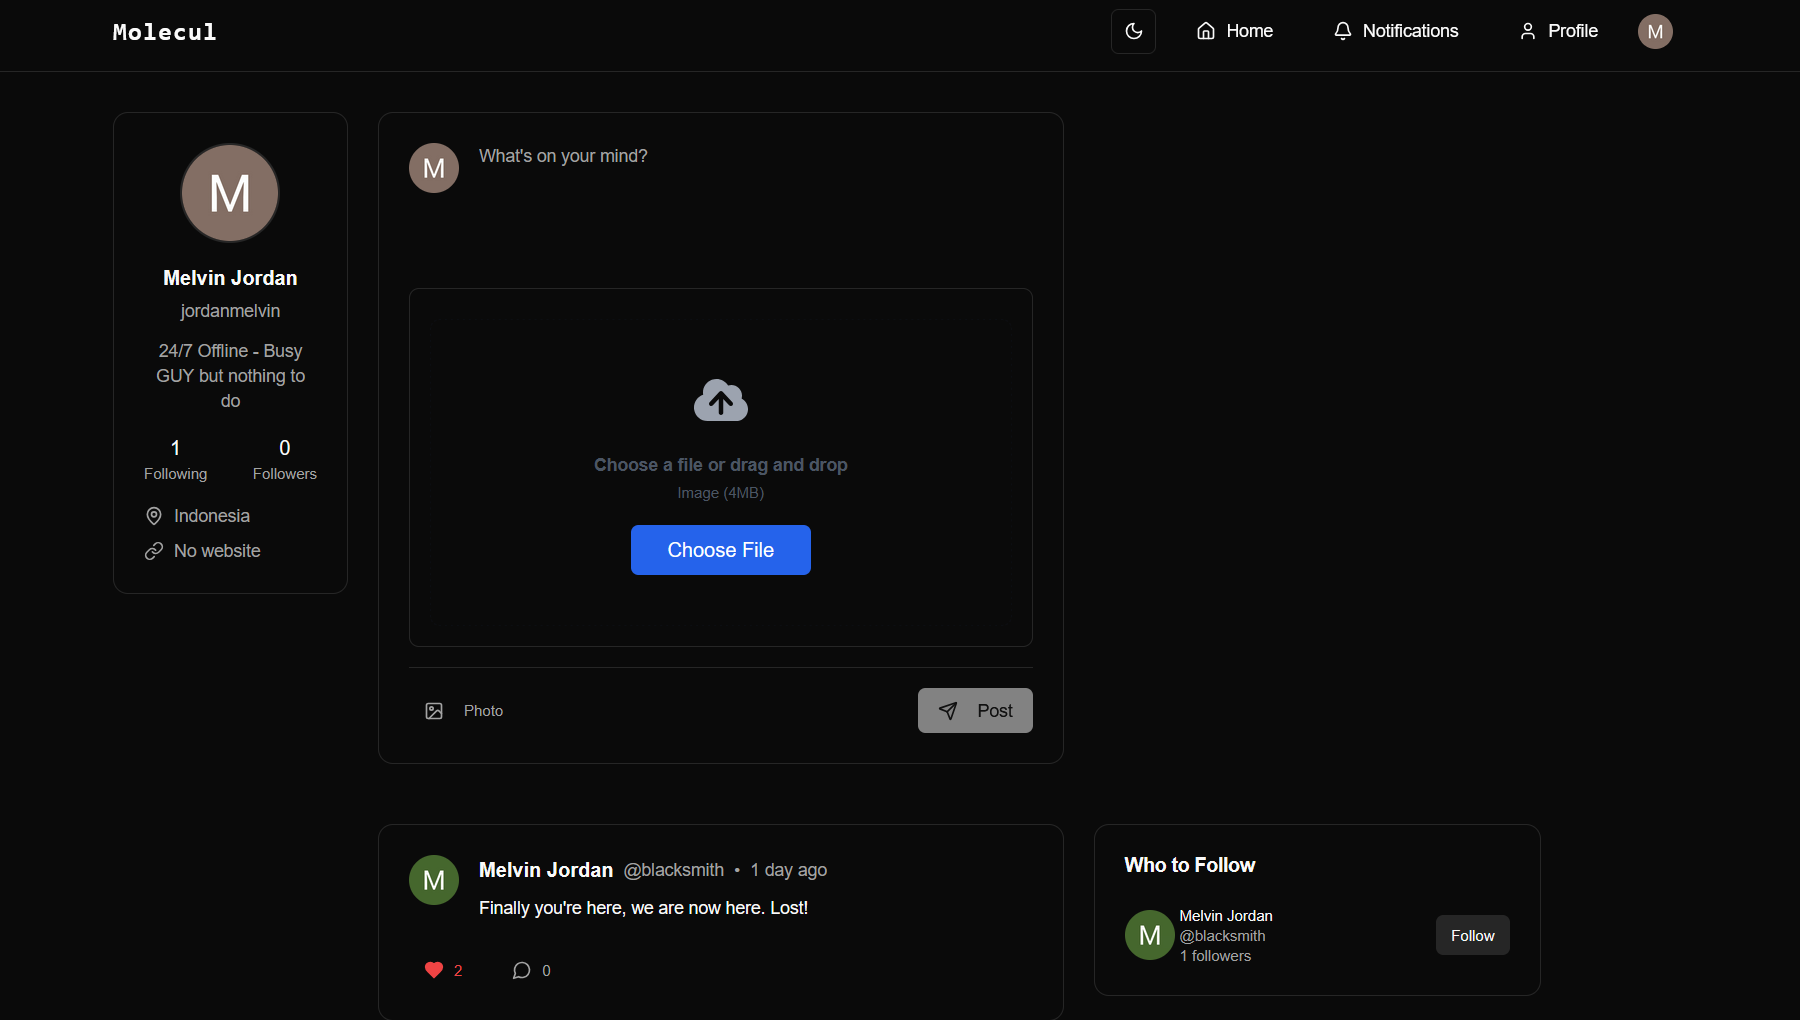 Molecul
Home
Notifications
Profile
M
M
Melvin Jordan
jordanmelvin
24/7 Offline - Busy
GUY but nothing to
do
1
Following
0
Followers
Indonesia
No website
M
What's on your mind?
Choose a file or drag and drop
Image (4MB)
Choose File
Photo
Post
M
Melvin Jordan @blacksmith • 1 day ago
Finally you're here, we are now here. Lost!
2
0
Who to Follow
M
Melvin Jordan
@blacksmith
1 followers
Follow